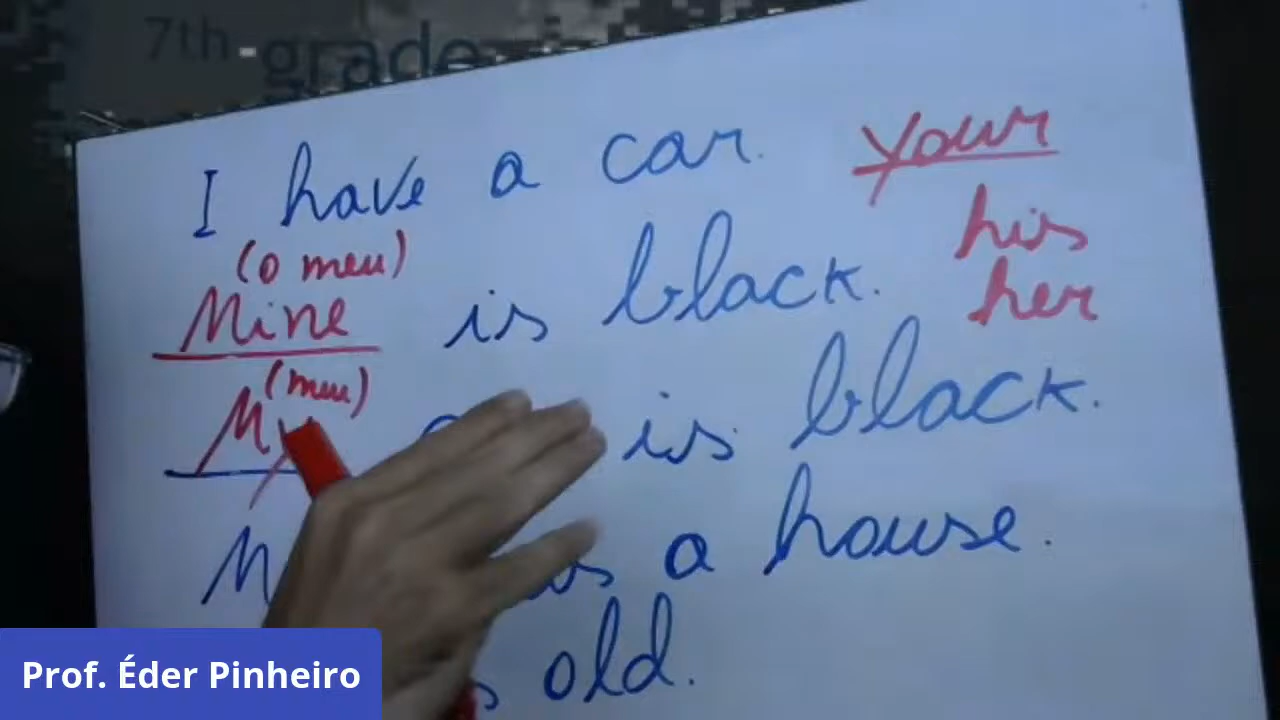 7th grade
I have a car. your
(o meu) his
Mine is black. her
(meu)
My is black.
a house.
old.
Prof. Éder Pinheiro